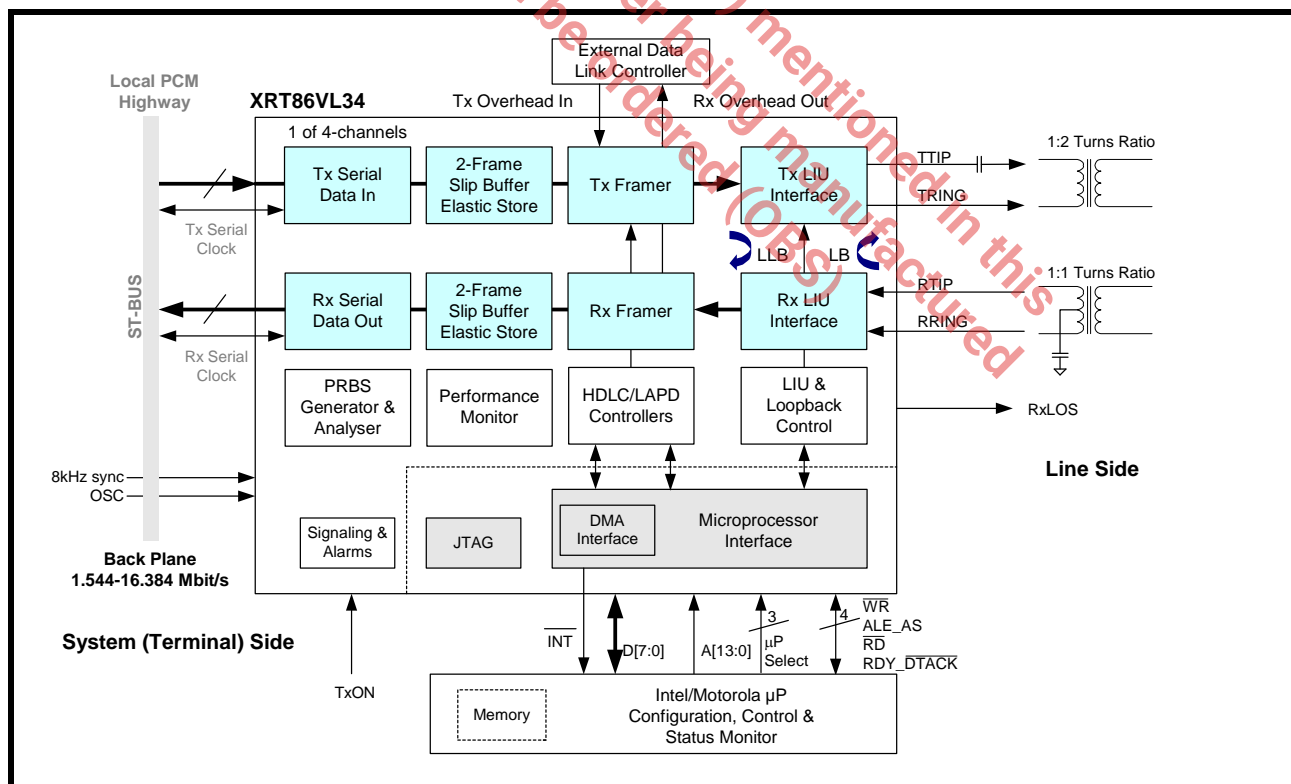 ) mentioned in this
er being manufactured
be ordered (OBS)
External Data
Link Controller
Local PCM
Highway
XRT86VL34
Tx Overhead In
Rx Overhead Out
1 of 4-channels
Tx Serial
Data In
2-Frame
Slip Buffer
Elastic Store
Tx Framer
Tx LIU
Interface
TTIP
TRING
1:2 Turns Ratio
Tx Serial
Clock
LLB
LB
ST-BUS
Rx Serial
Data Out
2-Frame
Slip Buffer
Elastic Store
Rx Framer
Rx LIU
Interface
RTIP
RRING
1:1 Turns Ratio
Rx Serial
Clock
PRBS
Generator &
Analyser
Performance
Monitor
HDLC/LAPD
Controllers
LIU &
Loopback
Control
RxLOS
8kHz sync
OSC
Line Side
Signaling &
Alarms
JTAG
DMA
Interface
Microprocessor
Interface
Back Plane
1.544-16.384 Mbit/s
System (Terminal) Side
TxON
INT
D[7:0]
A[13:0]
3
µP
Select
4
WR
ALE_AS
RD
RDY_DTACK
Memory
Intel/Motorola µP
Configuration, Control &
Status Monitor